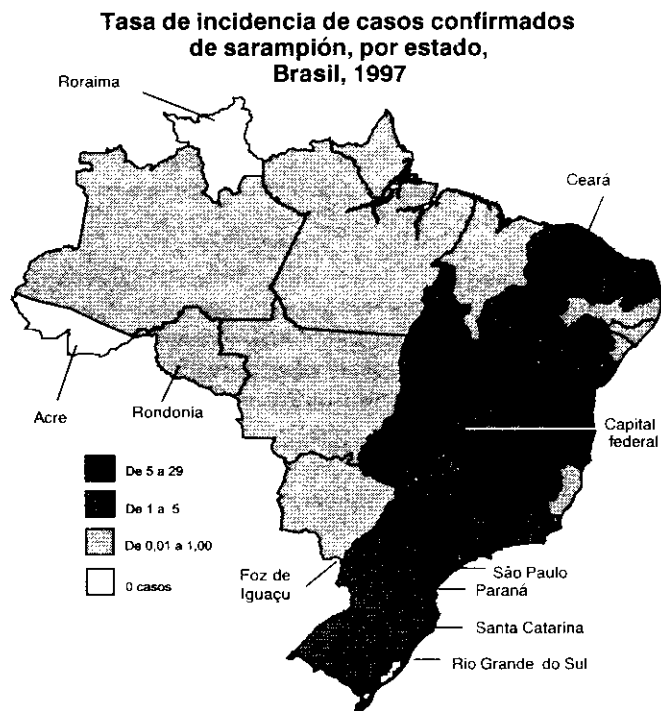 Tasa de incidencia de casos confirmados
de sarampión, por estado,
Brasil, 1997
Roraima
Ceará
Acre
Rondonia
Capital
federal
De 5 a 29
De 1 a 5
De 0,01 a 1,00
0 casos
Foz de
Iguaçu
São Paulo
Paraná
Santa Catarina
Rio Grande do Sul